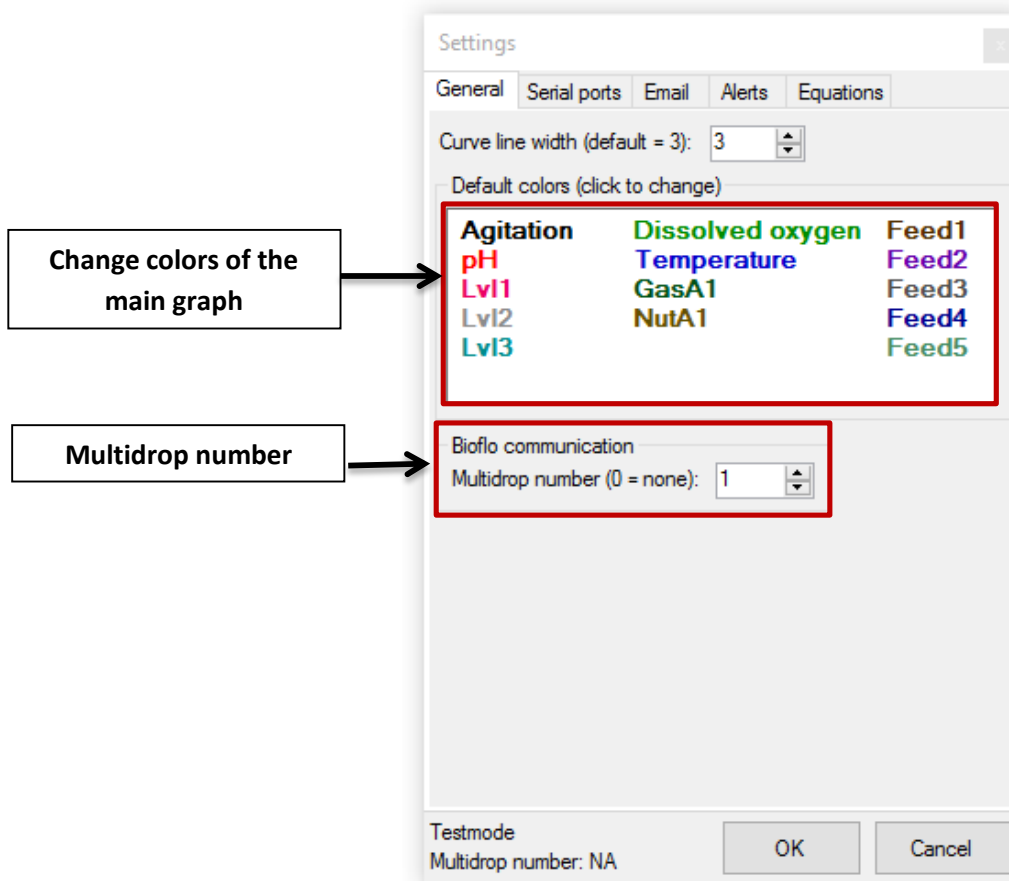 Settings
x
General Serial ports Email Alerts Equations
Curve line width (default = 3): 3
Default colors (click to change)
Agitation Dissolved oxygen Feed1
pH Temperature Feed2
Lvl1 GasA1 Feed3
Lvl2 NutA1 Feed4
Lvl3 Feed5
Change colors of the
main graph
Bioflo communication
Multidrop number (0 = none): 1
Multidrop number
Testmode
Multidrop number: NA
OK Cancel